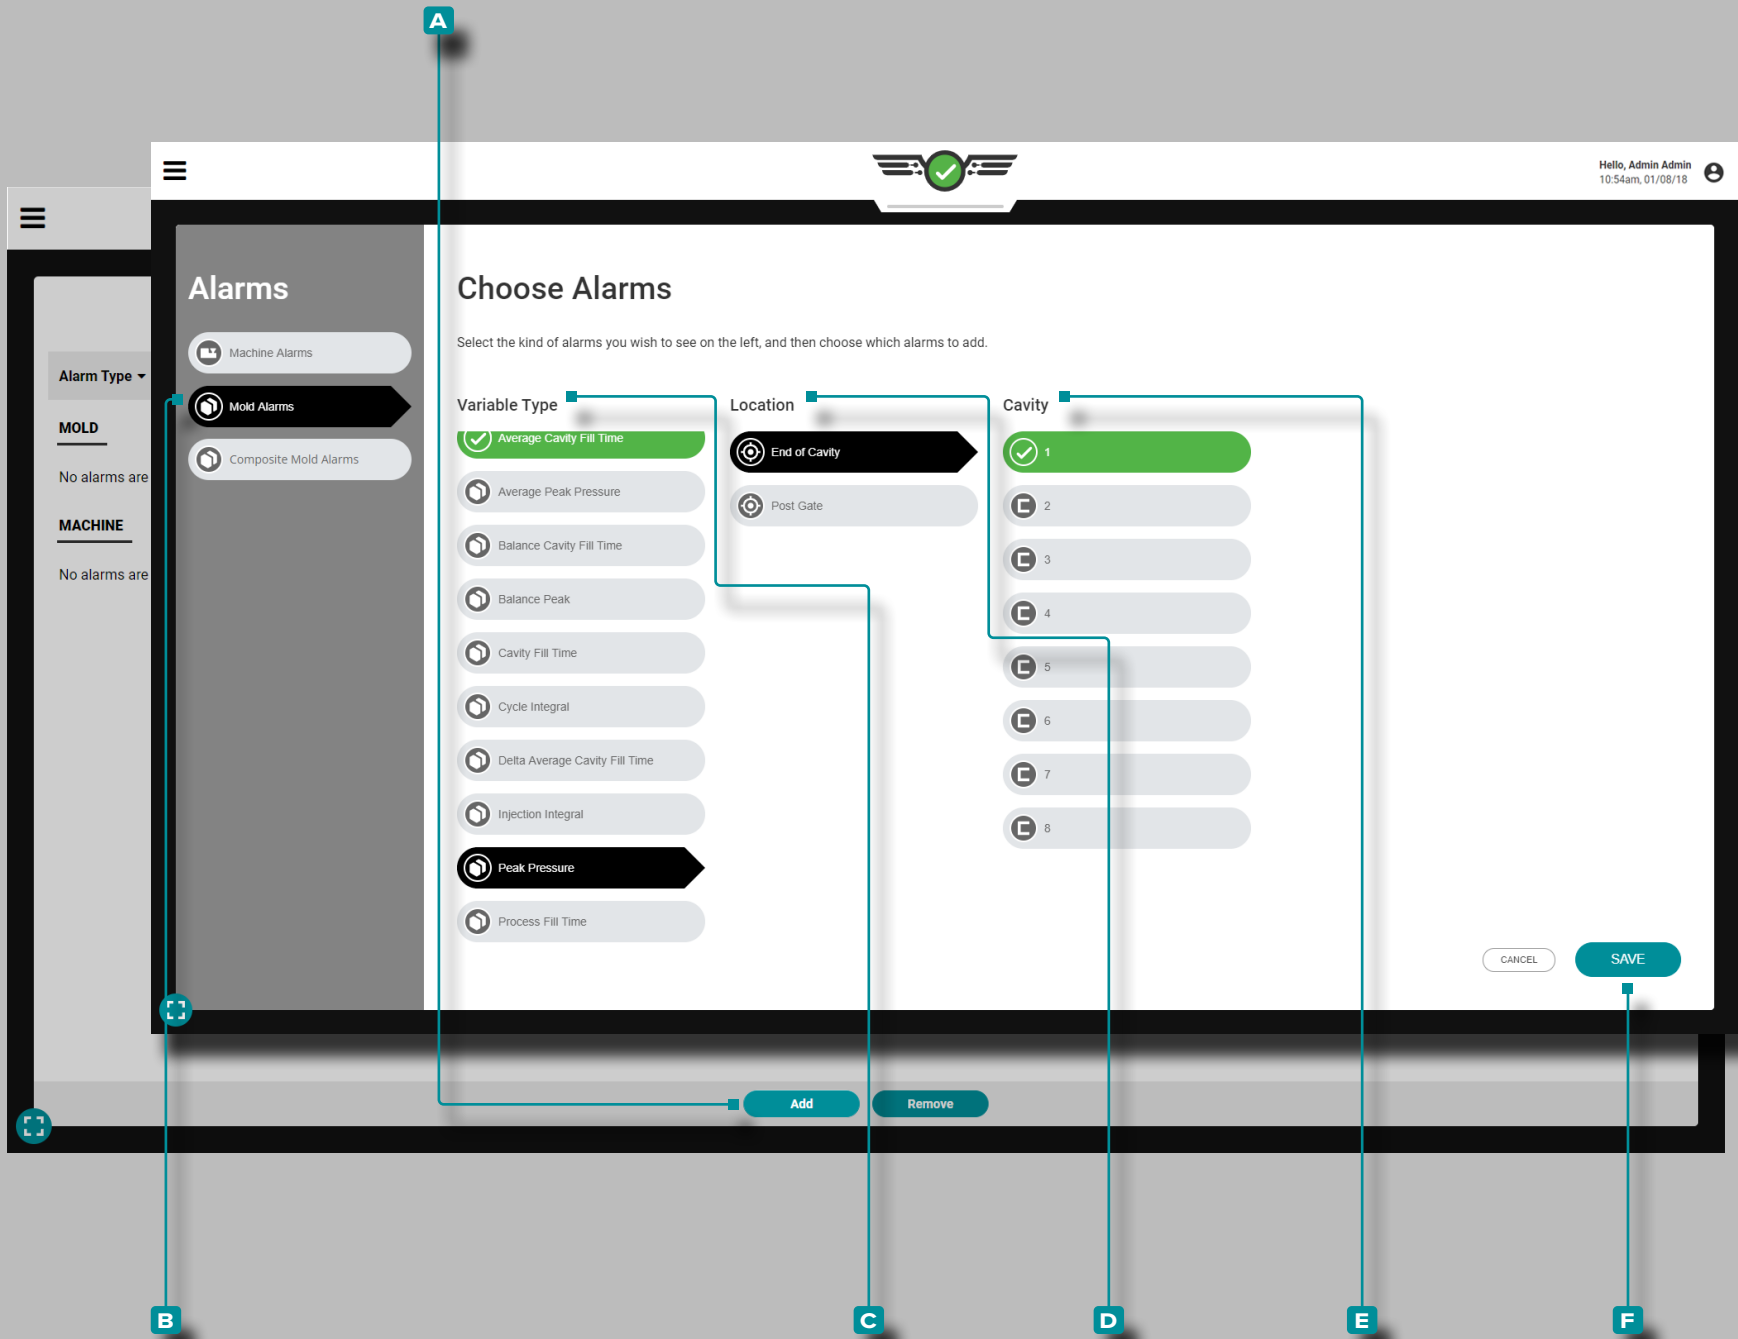 A
Hello, Admin Admin
10:54am, 01/08/18
Alarms
Machine Alarms
Mold Alarms
Composite Mold Alarms
Choose Alarms
Select the kind of alarms you wish to see on the left, and then choose which alarms to add.
Variable Type
Average Cavity Fill Time
Average Peak Pressure
Balance Cavity Fill Time
Balance Peak
Cavity Fill Time
Cycle Integral
Delta Average Cavity Fill Time
Injection Integral
Peak Pressure
Process Fill Time
Location
End of Cavity
Post Gate
Cavity
1
2
3
4
5
6
7
8
CANCEL
SAVE
Alarm Type
MOLD
No alarms are
MACHINE
No alarms are
Add
Remove
B
C
D
E
F